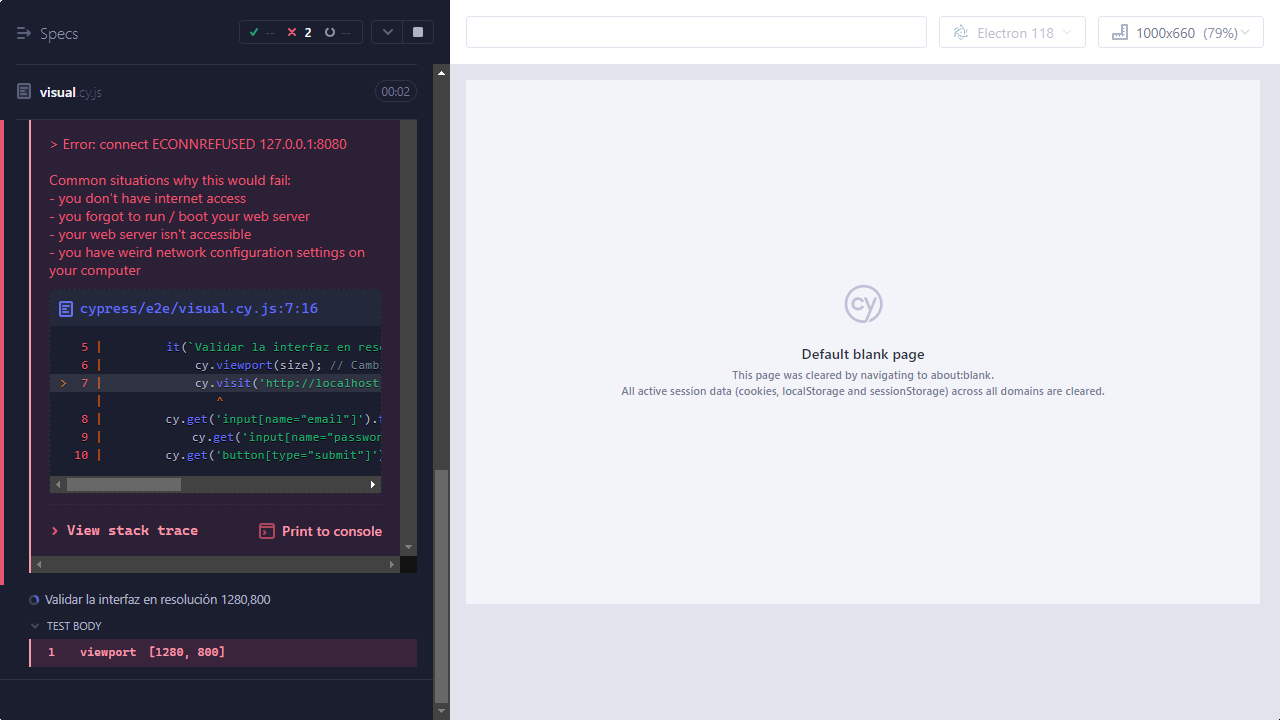 Specs
-- 2 --
Electron 118
1000x660 (79%)
visual.cy.js
00:02
> Error: connect ECONNREFUSED 127.0.0.1:8080
Common situations why this would fail:
- you don't have internet access
- you forgot to run / boot your web server
- your web server isn't accessible
- you have weird network configuration settings on
your computer
cypress/e2e/visual.cy.js:7:16
5 | it(`Validar la interfaz en
6 | cy.viewport(size); //
> 7 | cy.visit('http://localhost
| ^
8 | cy.get('input[name="email"]').
9 | cy.get('input[name=
10 | cy.get('button[type="submit"]')
View stack trace
Print to console
Validar la interfaz en resolución 1280,800
TEST BODY
1 viewport [1280, 800]
cy
Default blank page
This page was cleared by navigating to about:blank.
All active session data (cookies, localStorage and sessionStorage) across all domains are cleared.